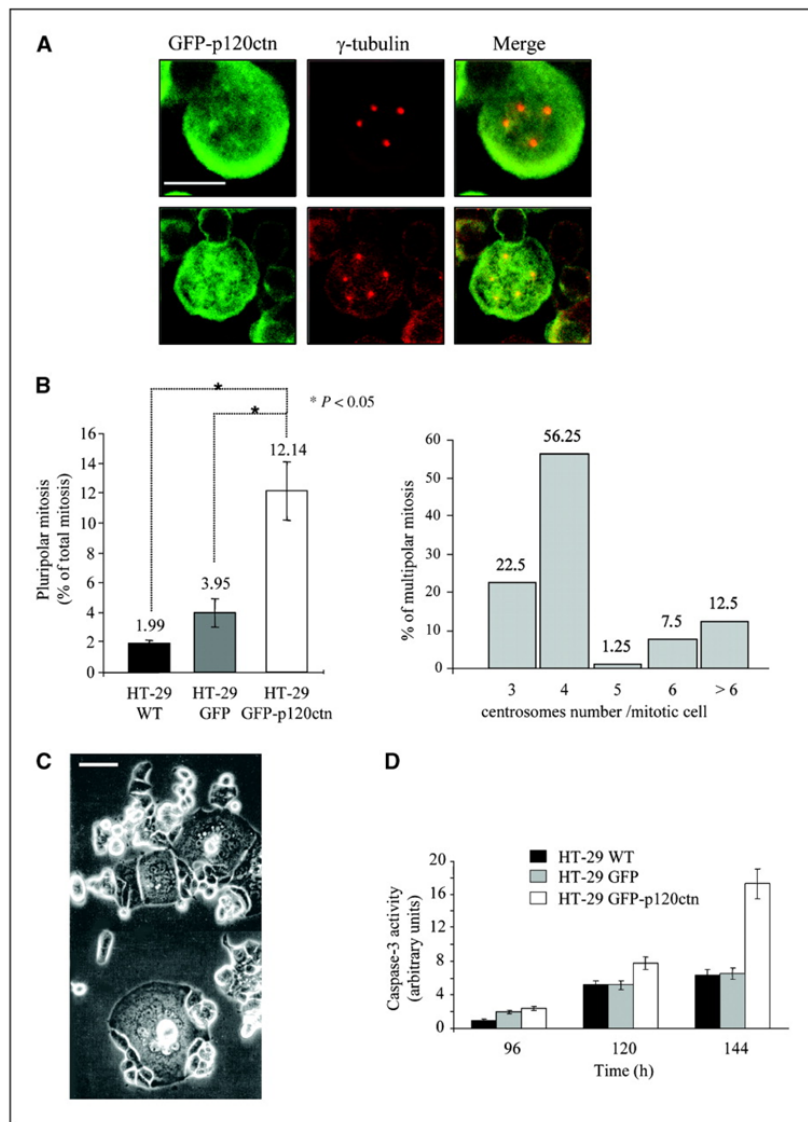 A
GFP-p120ctn γ-tubulin Merge
B
* P < 0.05
*
*
Pluripolar mitosis
(% of total mitosis)
16
14
12
10
8
6
4
2
0
1.99
3.95
12.14
HT-29
WT
HT-29
GFP
HT-29
GFP-p120ctn
% of multipolar mitosis
60
50
40
30
20
10
0
22.5
56.25
1.25
7.5
12.5
3 4 5 6 > 6
centrosomes number /mitotic cell
C
D
HT-29 WT
HT-29 GFP
HT-29 GFP-p120ctn
Caspase-3 activity
(arbitrary units)
20
16
12
8
4
0
96 120 144
Time (h)